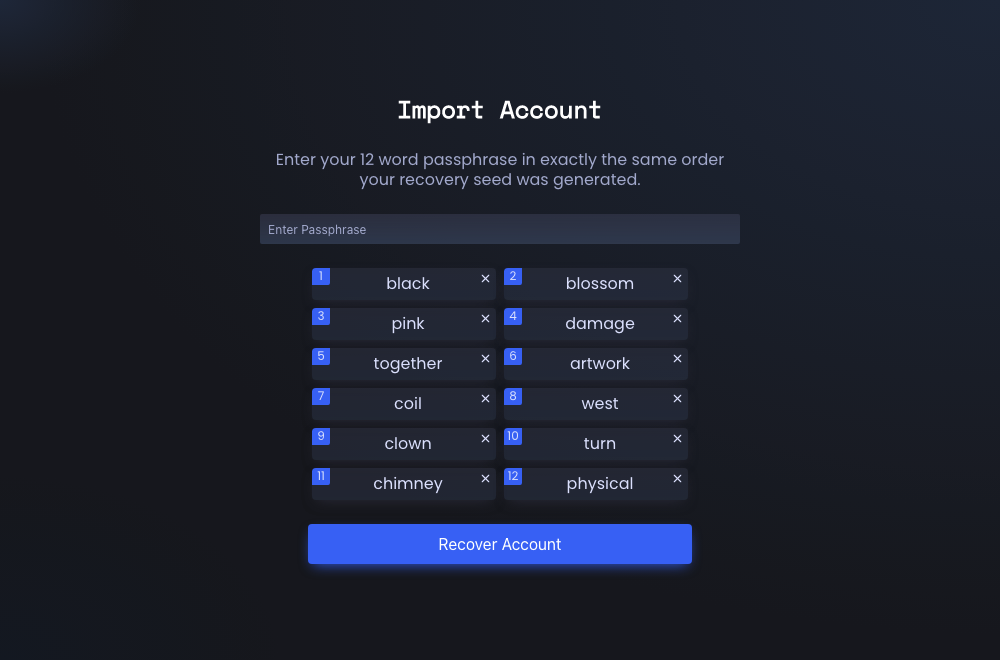 Import Account
Enter your 12 word passphrase in exactly the same order
your recovery seed was generated.
Enter Passphrase
1 black × 2 blossom ×
3 pink × 4 damage ×
5 together × 6 artwork ×
7 coil × 8 west ×
9 clown × 10 turn ×
11 chimney × 12 physical ×
Recover Account